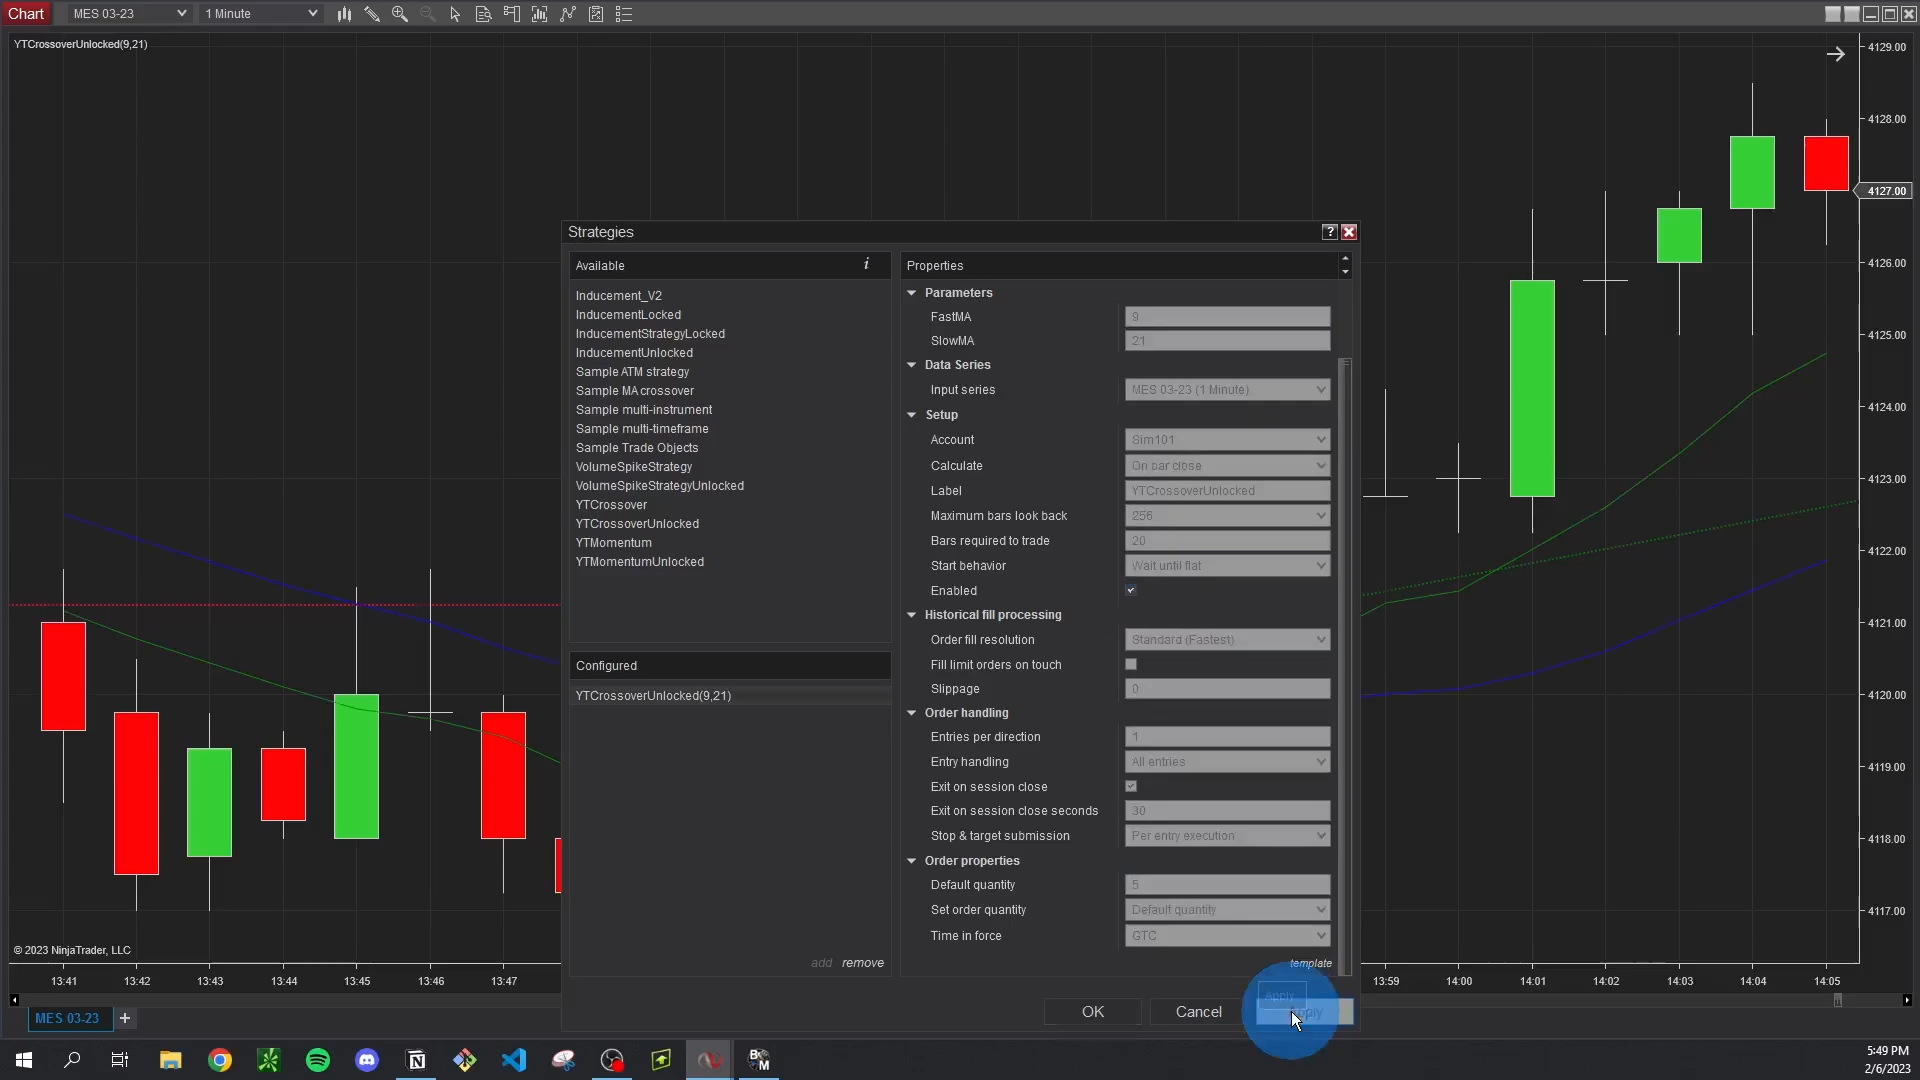 Chart MES 03-23 1 Minute
YTCrossoverUnlocked(9,21)
4129.00
4128.00
4127.00
4126.00
4125.00
4124.00
4123.00
4122.00
4121.00
4120.00
4119.00
4118.00
4117.00
Strategies ?
Available i
Inducement_V2
InducementLocked
InducementStrategyLocked
InducementUnlocked
Sample ATM strategy
Sample MA crossover
Sample multi-instrument
Sample multi-timeframe
Sample Trade Objects
VolumeSpikeStrategy
VolumeSpikeStrategyUnlocked
YTCrossover
YTCrossoverUnlocked
YTMomentum
YTMomentumUnlocked
Configured
YTCrossoverUnlocked(9,21)
add remove
Properties
Parameters
FastMA 9
SlowMA 21
Data Series
Input series MES 03-23 (1 Minute)
Setup
Account Sim101
Calculate On bar close
Label YTCrossoverUnlocked
Maximum bars look back 256
Bars required to trade 20
Start behavior Wait until flat
Enabled
Historical fill processing
Order fill resolution Standard (Fastest)
Fill limit orders on touch
Slippage 0
Order handling
Entries per direction 1
Entry handling All entries
Exit on session close
Exit on session close seconds 30
Stop & target submission Per entry execution
Order properties
Default quantity 5
Set order quantity Default quantity
Time in force GTC
template
Apply
OK Cancel Apply
© 2023 NinjaTrader, LLC
13:41 13:42 13:43 13:44 13:45 13:46 13:47 13:59 14:00 14:01 14:02 14:03 14:04 14:05
MES 03-23 +
5:49 PM
2/6/2023